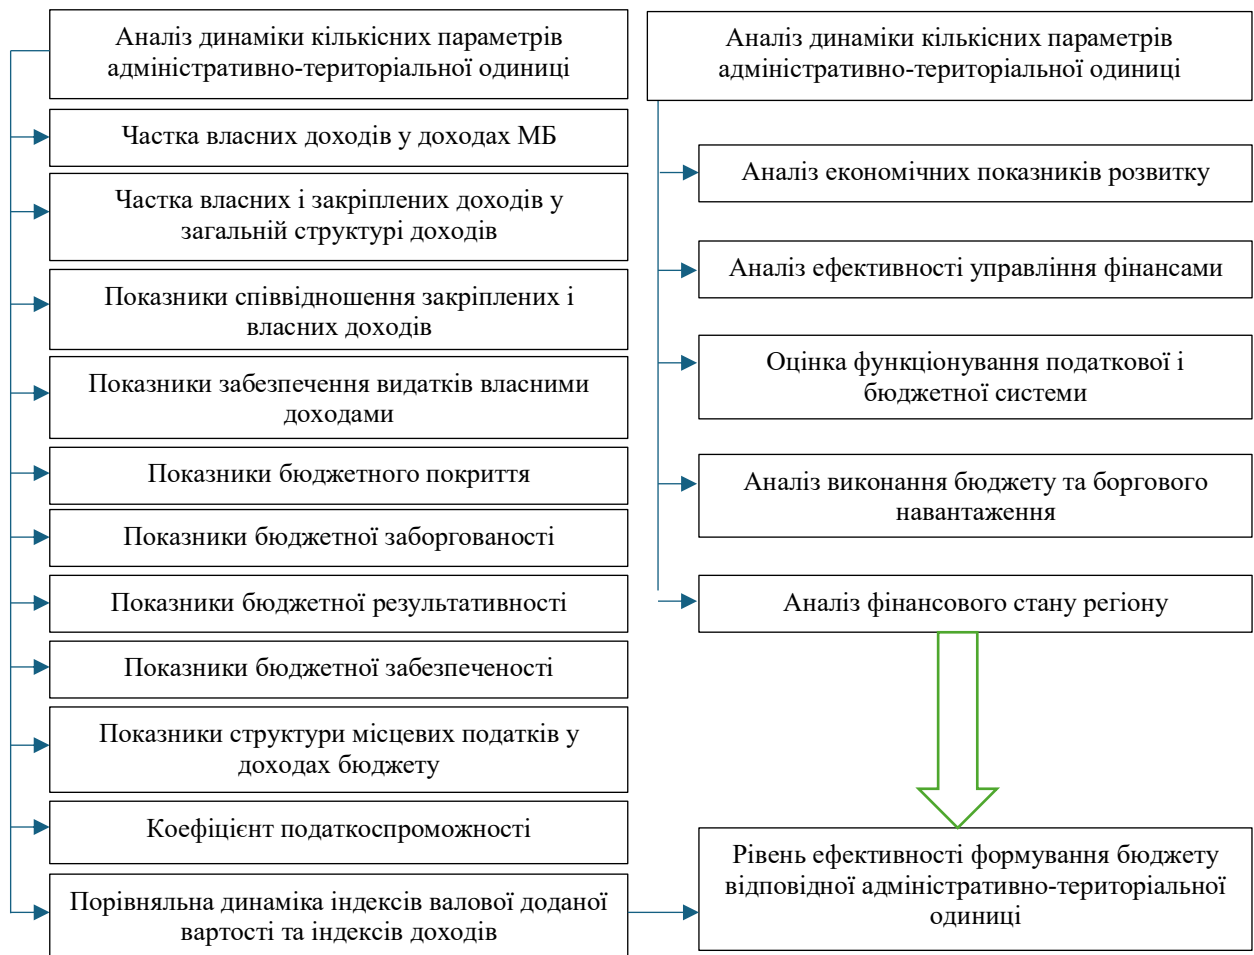 Аналіз динаміки кількісних параметрів
адміністративно-територіальної одиниці
Частка власних доходів у доходах МБ
Частка власних і закріплених доходів у
загальній структурі доходів
Показники співвідношення закріплених і
власних доходів
Показники забезпечення видатків власними
доходами
Показники бюджетного покриття
Показники бюджетної заборгованості
Показники бюджетної результативності
Показники бюджетної забезпеченості
Показники структури місцевих податків у
доходах бюджету
Коефіцієнт податкоспроможності
Порівняльна динаміка індексів валової доданої
вартості та індексів доходів
Аналіз динаміки кількісних параметрів
адміністративно-територіальної одиниці
Аналіз економічних показників розвитку
Аналіз ефективності управління фінансами
Оцінка функціонування податкової і
бюджетної системи
Аналіз виконання бюджету та боргового
навантаження
Аналіз фінансового стану регіону
Рівень ефективності формування бюджету
відповідної адміністративно-територіальної
одиниці